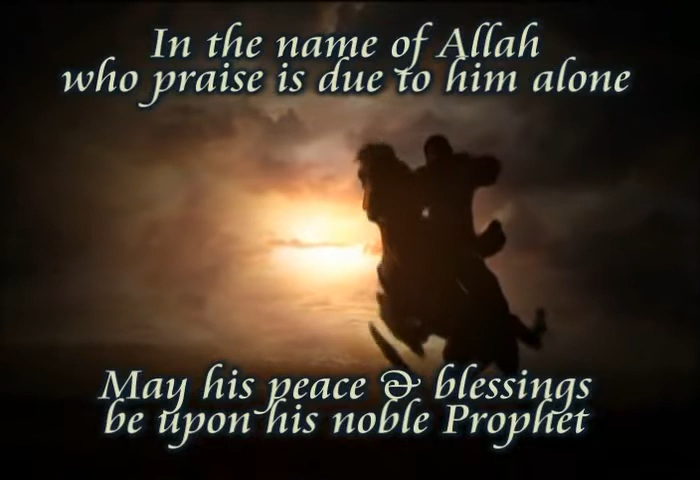 In the name of Allah
who praise is due to him alone
May his peace & blessings
be upon his noble Prophet